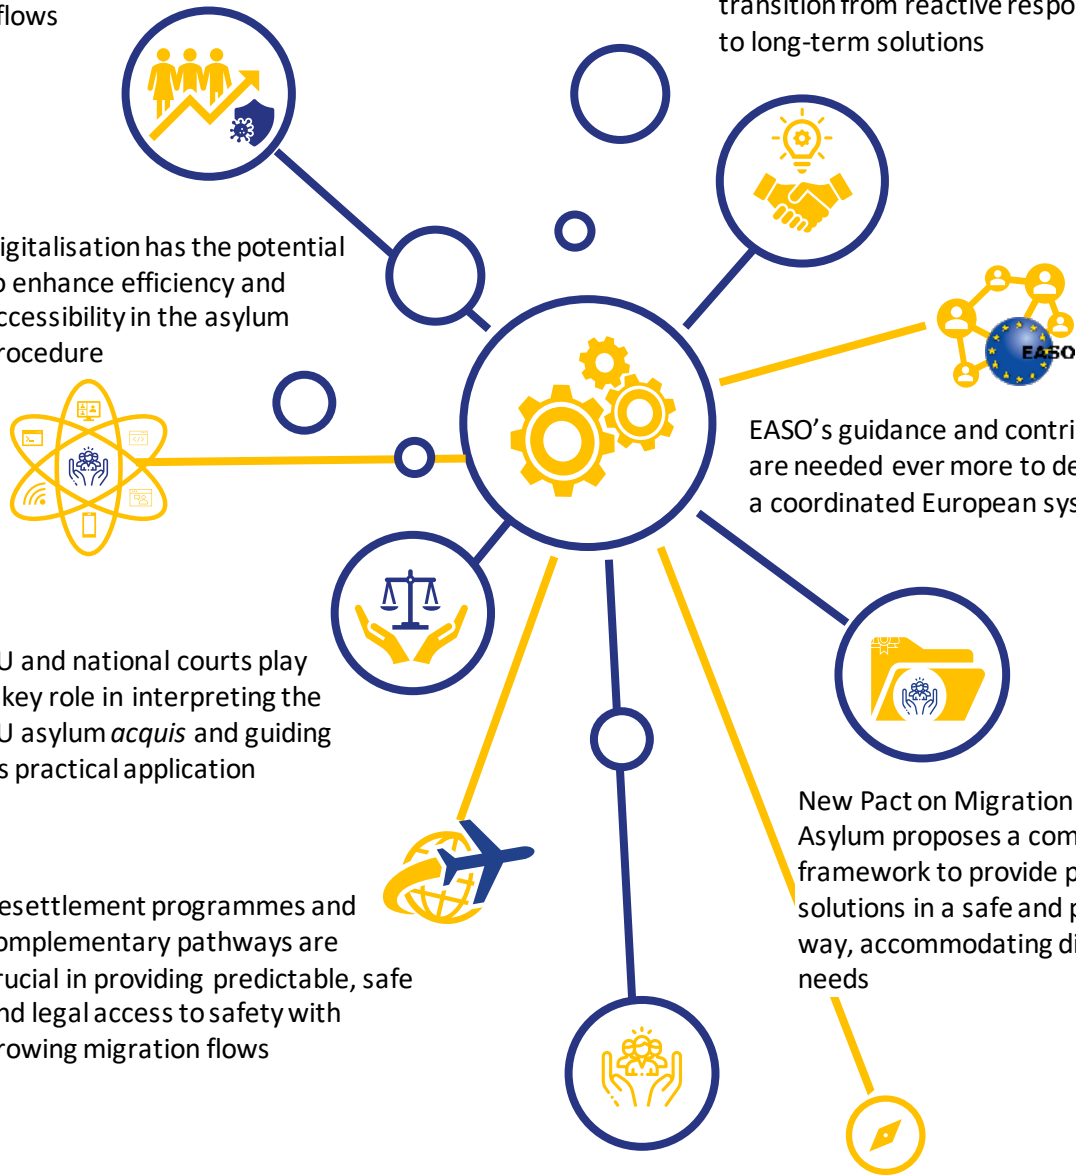 flows
transition from reactive respo
to long-term solutions
igitalisation has the potential
o enhance efficiency and
ccessibility in the asylum
rocedure
EASO
EASO's guidance and contri
are needed ever more to de
a coordinated European sys
U and national courts play
key role in interpreting the
U asylum acquis and guiding
s practical application
New Pact on Migration
Asylum proposes a com
framework to provide p
solutions in a safe and p
way, accommodating di
needs
esettlement programmes and
omplementary pathways are
rucial in providing predictable, safe
nd legal access to safety with
rowing migration flows